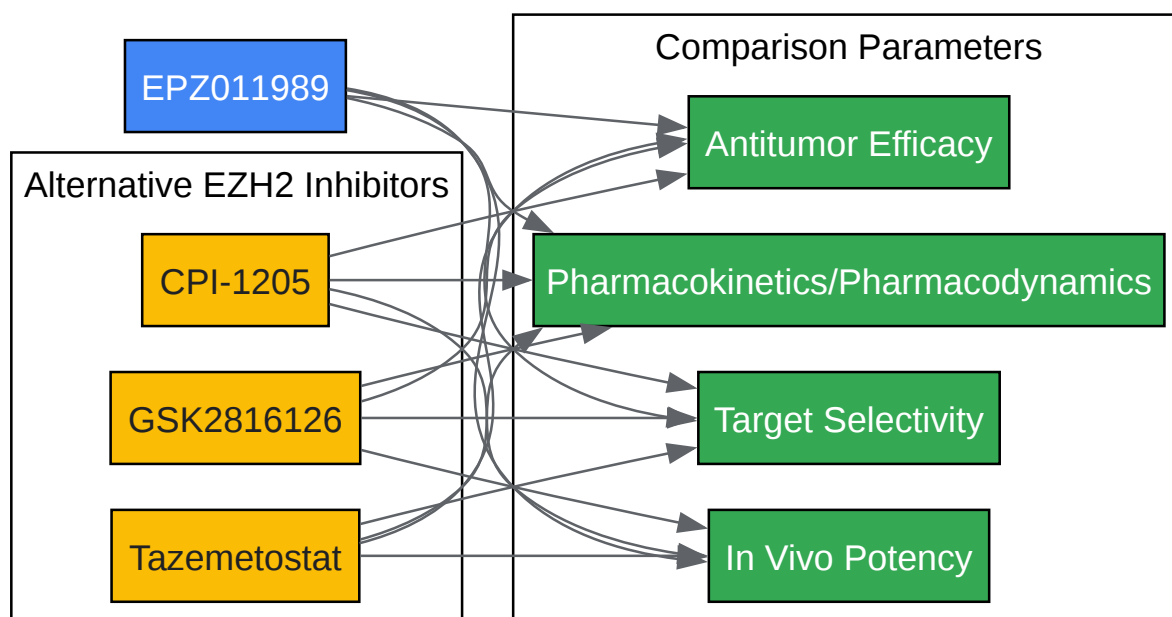 EPZ011989
Alternative EZH2 Inhibitors
CPI-1205
GSK2816126
Tazemetostat
Comparison Parameters
Antitumor Efficacy
Pharmacokinetics/Pharmacodynamics
Target Selectivity
In Vivo Potency